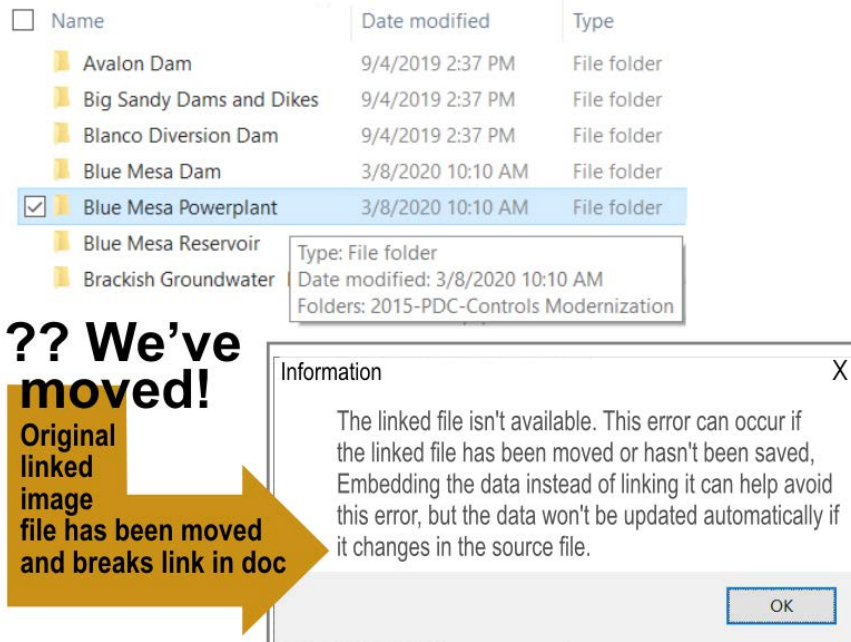 Name Date modified Type
Avalon Dam 9/4/2019 2:37 PM File folder
Big Sandy Dams and Dikes 9/4/2019 2:37 PM File folder
Blanco Diversion Dam 9/4/2019 2:37 PM File folder
Blue Mesa Dam 3/8/2020 10:10 AM File folder
Blue Mesa Powerplant 3/8/2020 10:10 AM File folder
Blue Mesa Reservoir
Brackish Groundwater
Type: File folder
Date modified: 3/8/2020 10:10 AM
Folders: 2015-PDC-Controls Modernization
?? We’ve
moved!
Original
linked
image
file has been moved
and breaks link in doc
Information X
The linked file isn't available. This error can occur if
the linked file has been moved or hasn't been saved,
Embedding the data instead of linking it can help avoid
this error, but the data won't be updated automatically if
it changes in the source file.
OK